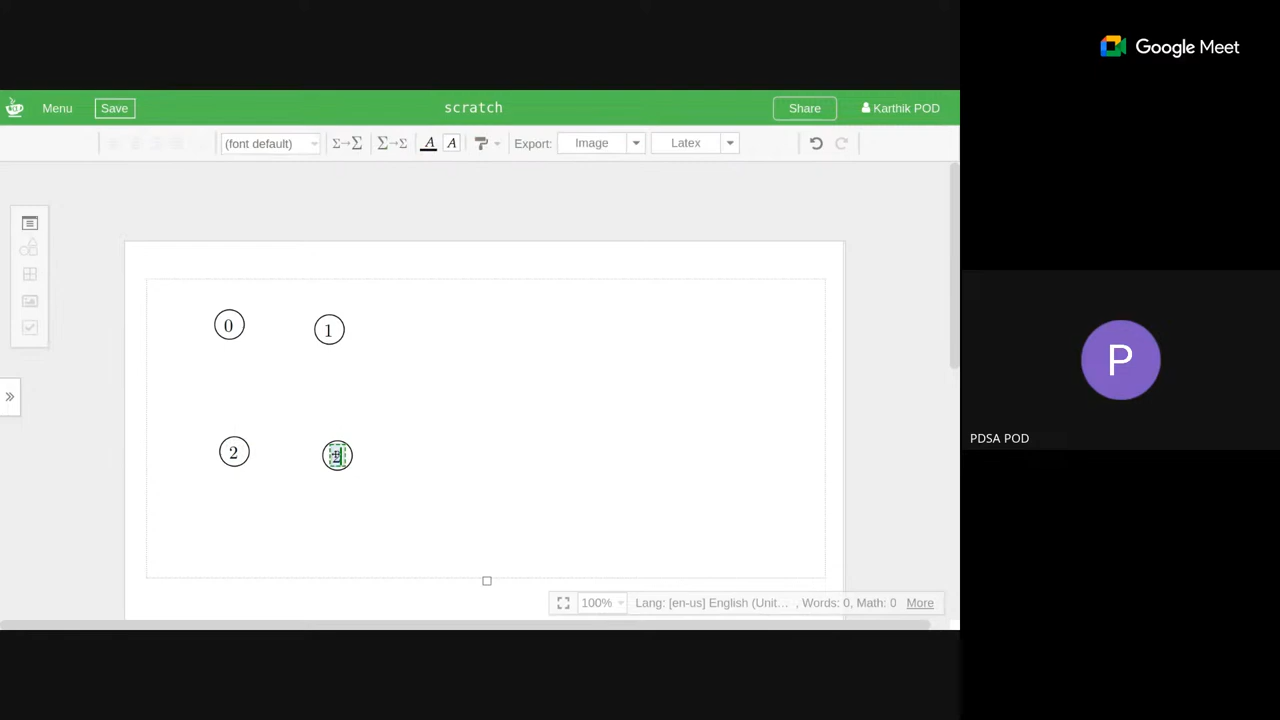 Google Meet
Menu
Save
scratch
Share
Karthik POD
(font default)
Σ→Σ
Σ→Σ
A
A
Export:
Image
Latex
0
1
2
P
PDSA POD
100%
Lang: [en-us] English (Unit... , Words: 0, Math: 0
More